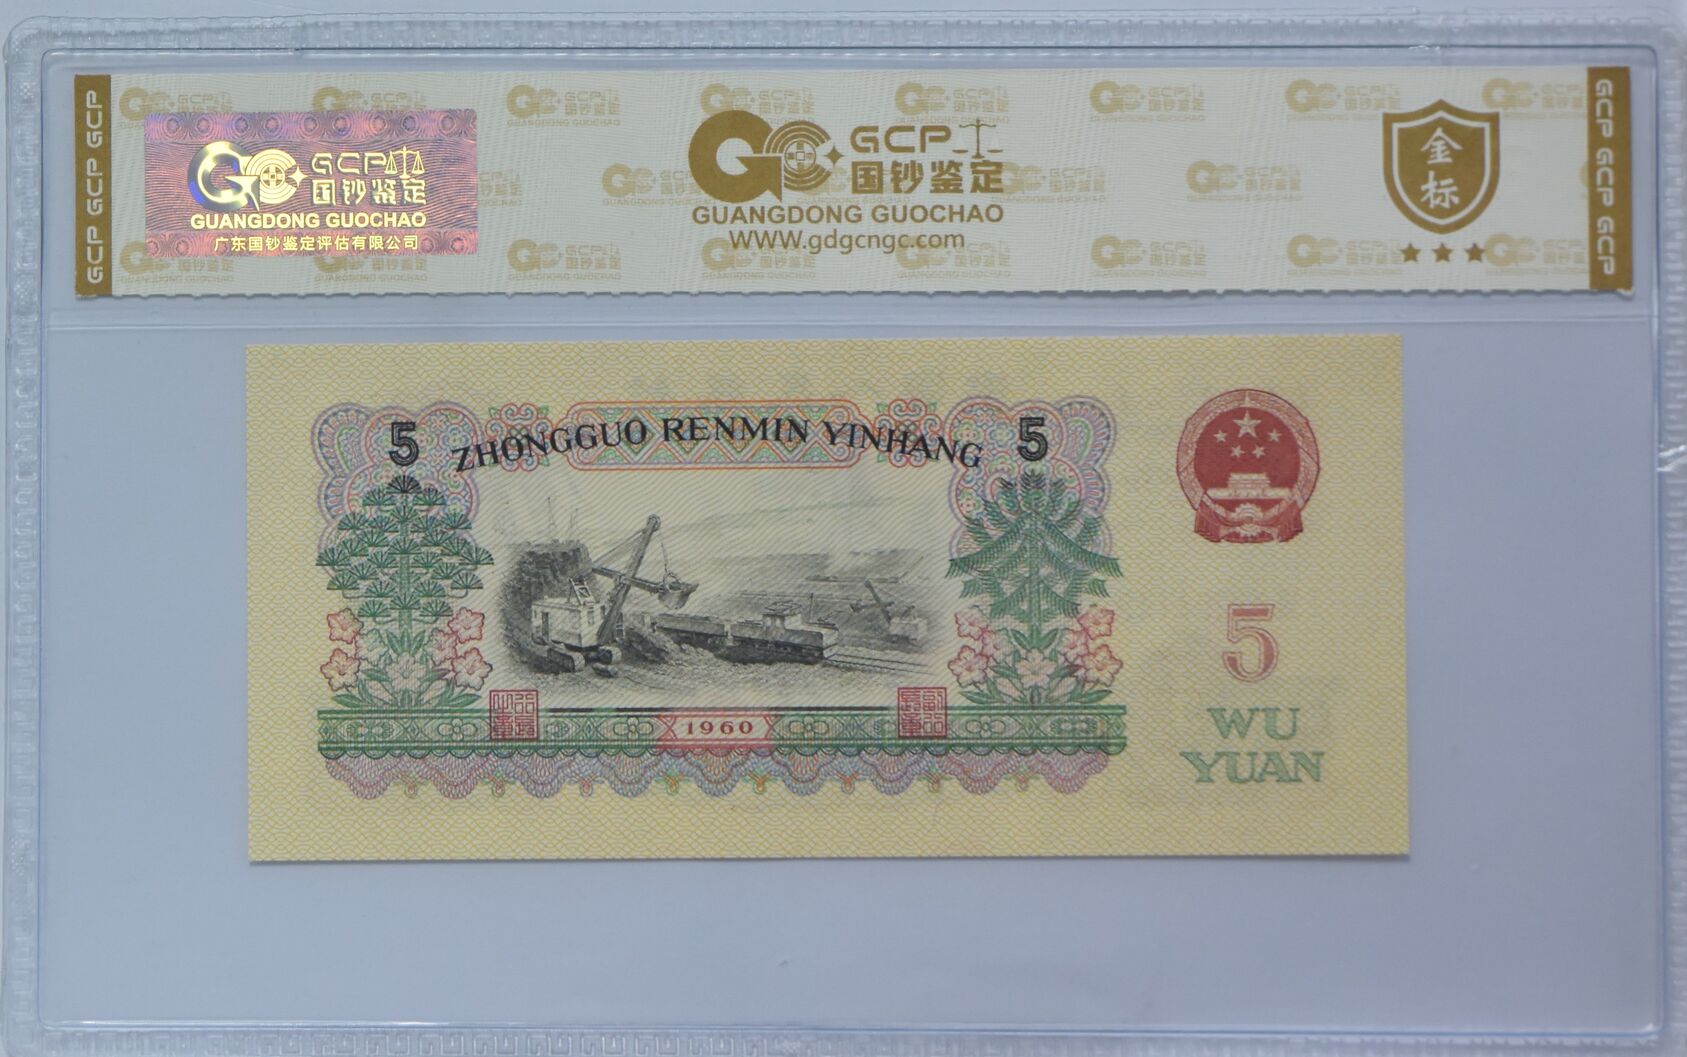 GCP GCP GCP
GCP
国钞鉴定
GUANGDONG GUOCHAO
广东国钞鉴定评估有限公司
GCP
国钞鉴定
GUANGDONG GUOCHAO
WWW.gdgcngc.com
金
标
GCP GCP GCP
5 ZHONGGUO RENMIN YINHANG 5
5
1960
WU
YUAN